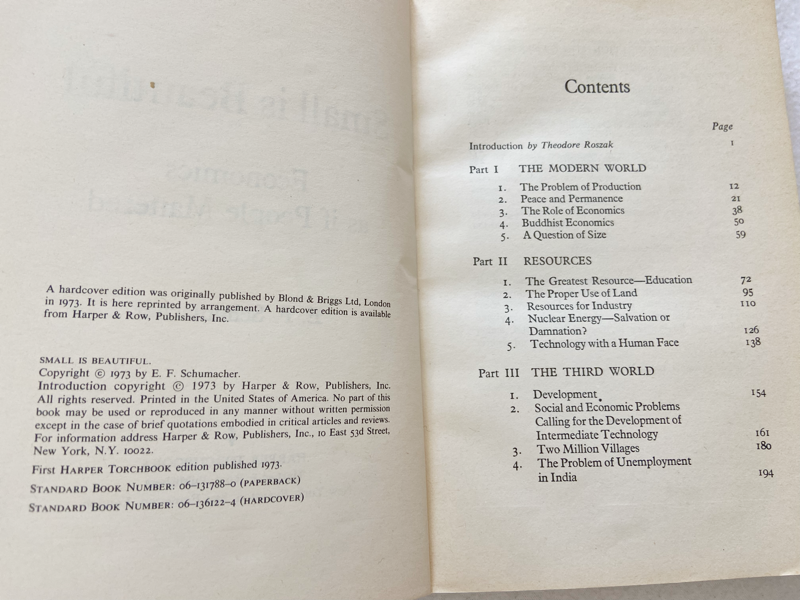 A hardcover edition was originally published by Blond & Briggs Ltd, London
in 1973. It is here reprinted by arrangement. A hardcover edition is available
from Harper & Row, Publishers, Inc.
SMALL IS BEAUTIFUL.
Copyright © 1973 by E. F. Schumacher.
Introduction copyright © 1973 by Harper & Row, Publishers, Inc.
All rights reserved. Printed in the United States of America. No part of this
book may be used or reproduced in any manner without written permission
except in the case of brief quotations embodied in critical articles and reviews.
For information address Harper & Row, Publishers, Inc., 10 East 53d Street,
New York, N.Y. 10022.
First HARPER TORCHBOOK edition published 1973.
STANDARD BOOK NUMBER: 06-131788-0 (PAPERBACK)
STANDARD BOOK NUMBER: 06-136122-4 (HARDCOVER)
Contents
Page
Introduction by Theodore Roszak 1
Part I THE MODERN WORLD
1. The Problem of Production 12
2. Peace and Permanence 21
3. The Role of Economics 38
4. Buddhist Economics 50
5. A Question of Size 59
Part II RESOURCES
1. The Greatest Resource—Education 72
2. The Proper Use of Land 95
3. Resources for Industry 110
4. Nuclear Energy—Salvation or
Damnation? 126
5. Technology with a Human Face 138
Part III THE THIRD WORLD
1. Development 154
2. Social and Economic Problems
Calling for the Development of
Intermediate Technology 161
3. Two Million Villages 180
4. The Problem of Unemployment
in India 194